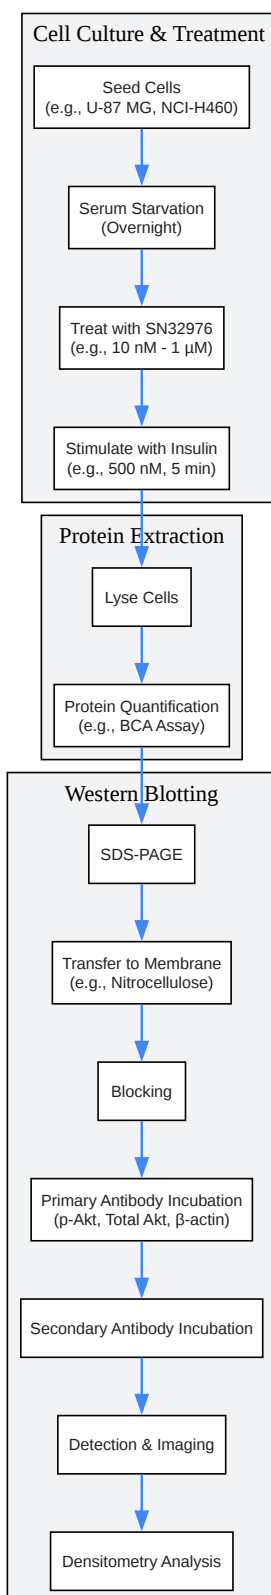 Cell Culture & Treatment
Seed Cells
(e.g., U-87 MG, NCI-H460)
Serum Starvation
(Overnight)
Treat with SN32976
(e.g., 10 nM - 1 µM)
Stimulate with Insulin
(e.g., 500 nM, 5 min)
Protein Extraction
Lyse Cells
Protein Quantification
(e.g., BCA Assay)
Western Blotting
SDS-PAGE
Transfer to Membrane
(e.g., Nitrocellulose)
Blocking
Primary Antibody Incubation
(p-Akt, Total Akt, β-actin)
Secondary Antibody Incubation
Detection & Imaging
Densitometry Analysis